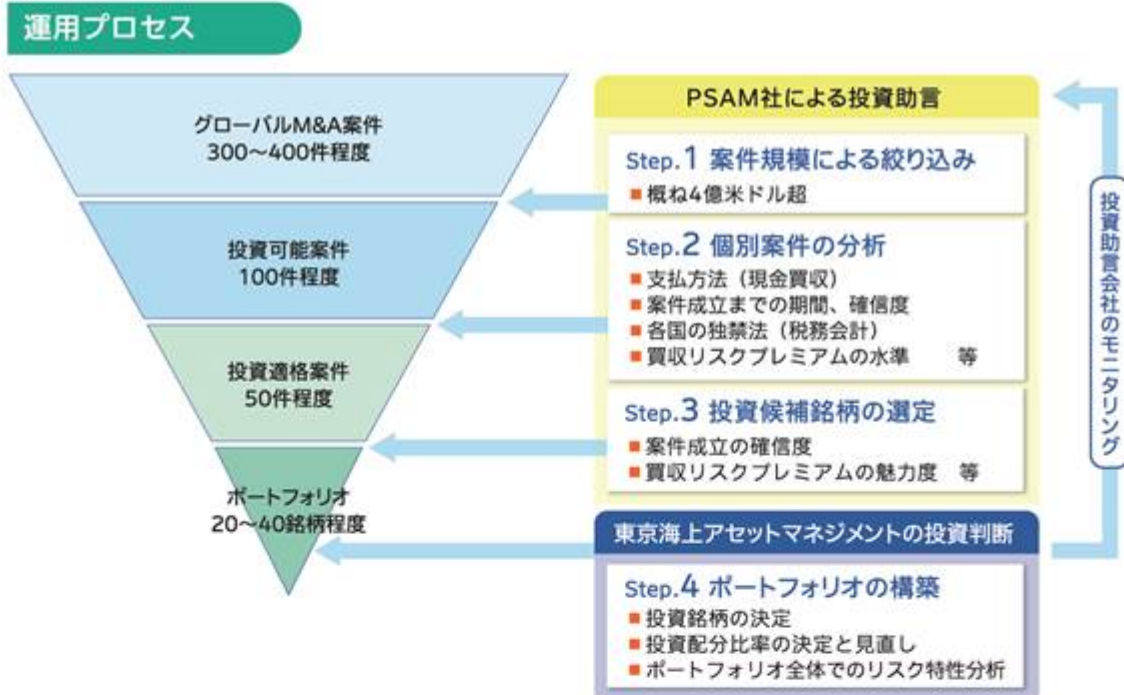 運用プロセス
グローバルM&A案件
300～400件程度
投資可能案件
100件程度
投資適格案件
50件程度
ポートフォリオ
20～40銘柄程度
PSAM社による投資助言
Step.1 案件規模による絞り込み
■ 概ね4億米ドル超
Step.2 個別案件の分析
■ 支払方法（現金買収）
■ 案件成立までの期間、確信度
■ 各国の独禁法（税務会計）
■ 買収リスクプレミアムの水準　等
Step.3 投資候補銘柄の選定
■ 案件成立の確信度
■ 買収リスクプレミアムの魅力度　等
東京海上アセットマネジメントの投資判断
Step.4 ポートフォリオの構築
■ 投資銘柄の決定
■ 投資配分比率の決定と見直し
■ ポートフォリオ全体でのリスク特性分析
投資助言会社のモニタリング